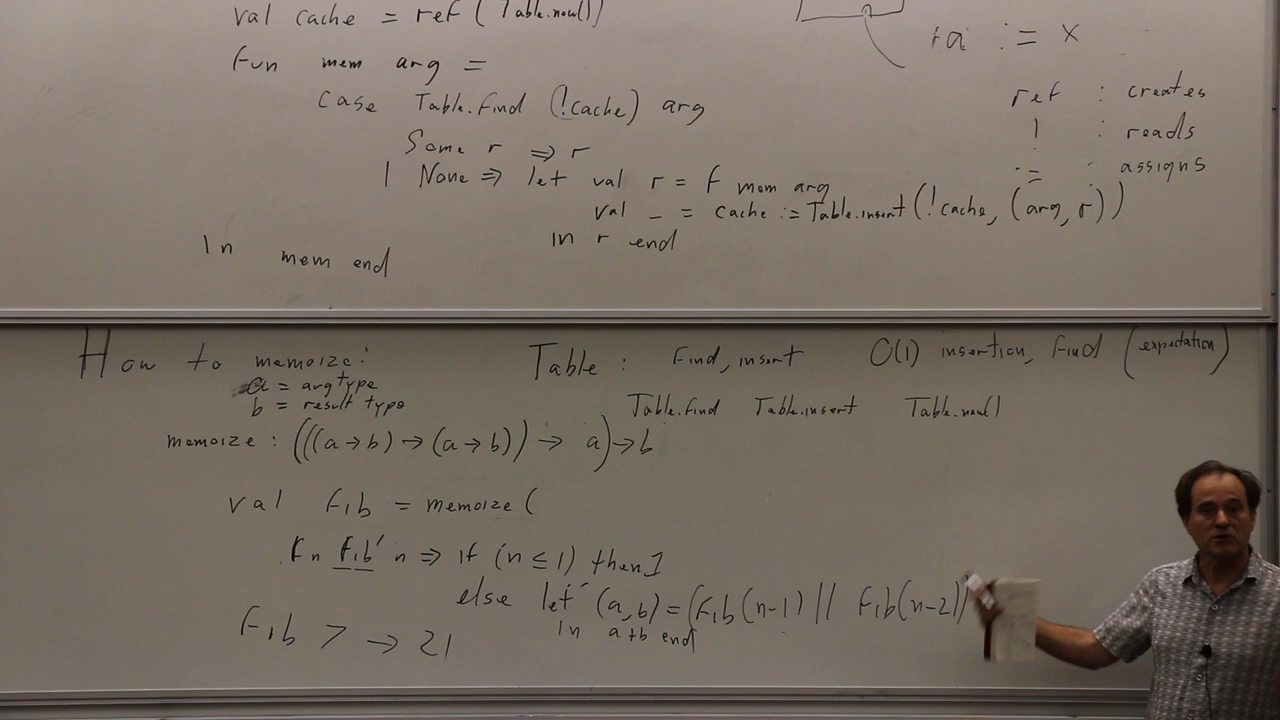 val cache = ref (Table.new())
fun mem arg =
case Table.find (!cache) arg
Some r ⇒ r
| None ⇒ let val r = f mem arg
val _ = cache := Table.insert (!cache, (arg, r))
in r end
In mem end
ra := x
ref : creates
! : reads
:= : assigns
How to memoize:
a = arg type
b = result type
memoize : (((a → b) → (a → b)) → a) → b
val fib = memoize (
fn fib' n ⇒ if (n ≤ 1) then 1
else let (a,b) = (fib(n-1) || fib(n-2))
in a+b end
Fib 7 → 21
Table : find, insert O(1) insertion, find (expectation)
Table.find Table.insert Table.new()